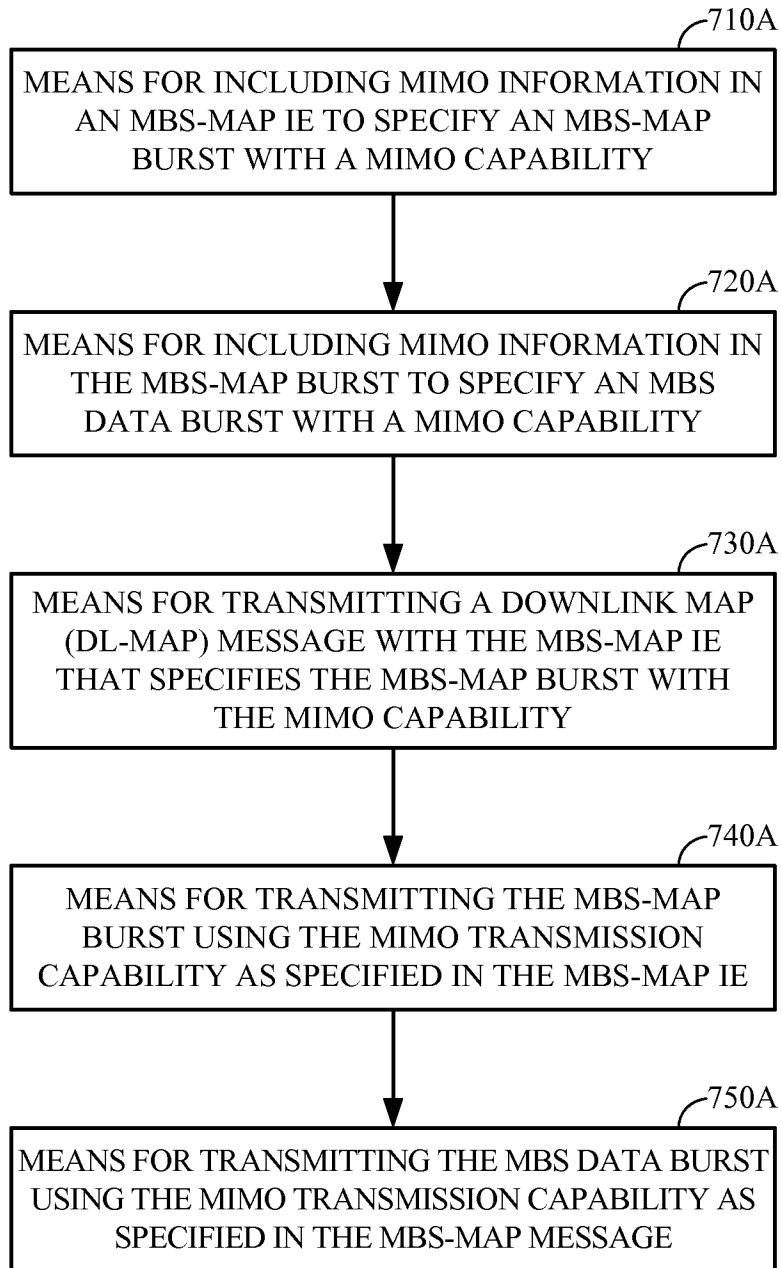 710A
MEANS FOR INCLUDING MIMO INFORMATION IN
AN MBS-MAP IE TO SPECIFY AN MBS-MAP
BURST WITH A MIMO CAPABILITY
720A
MEANS FOR INCLUDING MIMO INFORMATION IN
THE MBS-MAP BURST TO SPECIFY AN MBS
DATA BURST WITH A MIMO CAPABILITY
730A
MEANS FOR TRANSMITTING A DOWNLINK MAP
(DL-MAP) MESSAGE WITH THE MBS-MAP IE
THAT SPECIFIES THE MBS-MAP BURST WITH
THE MIMO CAPABILITY
740A
MEANS FOR TRANSMITTING THE MBS-MAP
BURST USING THE MIMO TRANSMISSION
CAPABILITY AS SPECIFIED IN THE MBS-MAP IE
750A
MEANS FOR TRANSMITTING THE MBS DATA BURST
USING THE MIMO TRANSMISSION CAPABILITY AS
SPECIFIED IN THE MBS-MAP MESSAGE